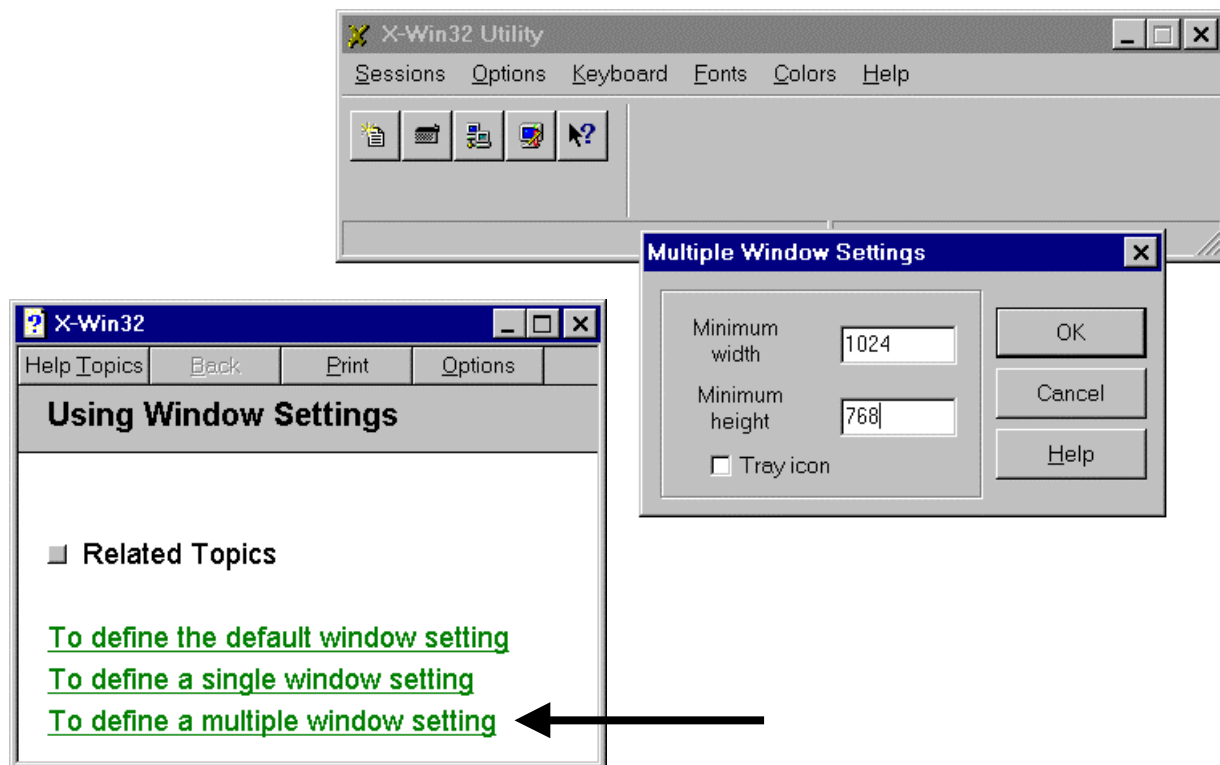 X-Win32 Utility
Sessions Options Keyboard Fonts Colors Help
Multiple Window Settings
Minimum width 1024
Minimum height 768
Tray icon
OK
Cancel
Help
X-Win32
Help Topics Back Print Options
Using Window Settings
Related Topics
To define the default window setting
To define a single window setting
To define a multiple window setting